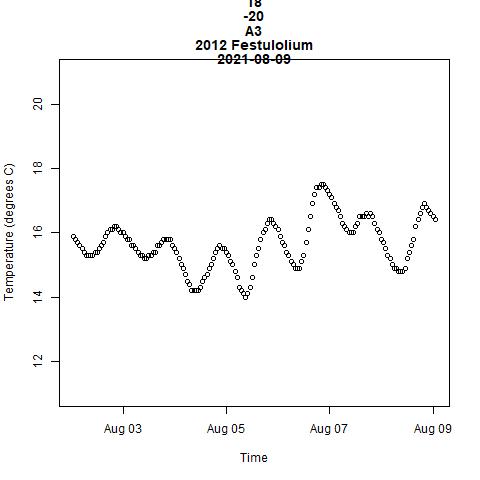 18
-20
A3
2012 Festulolium
2021-08-09
Temperature (degrees C)
20
18
16
14
12
Aug 03
Aug 05
Aug 07
Aug 09
Time